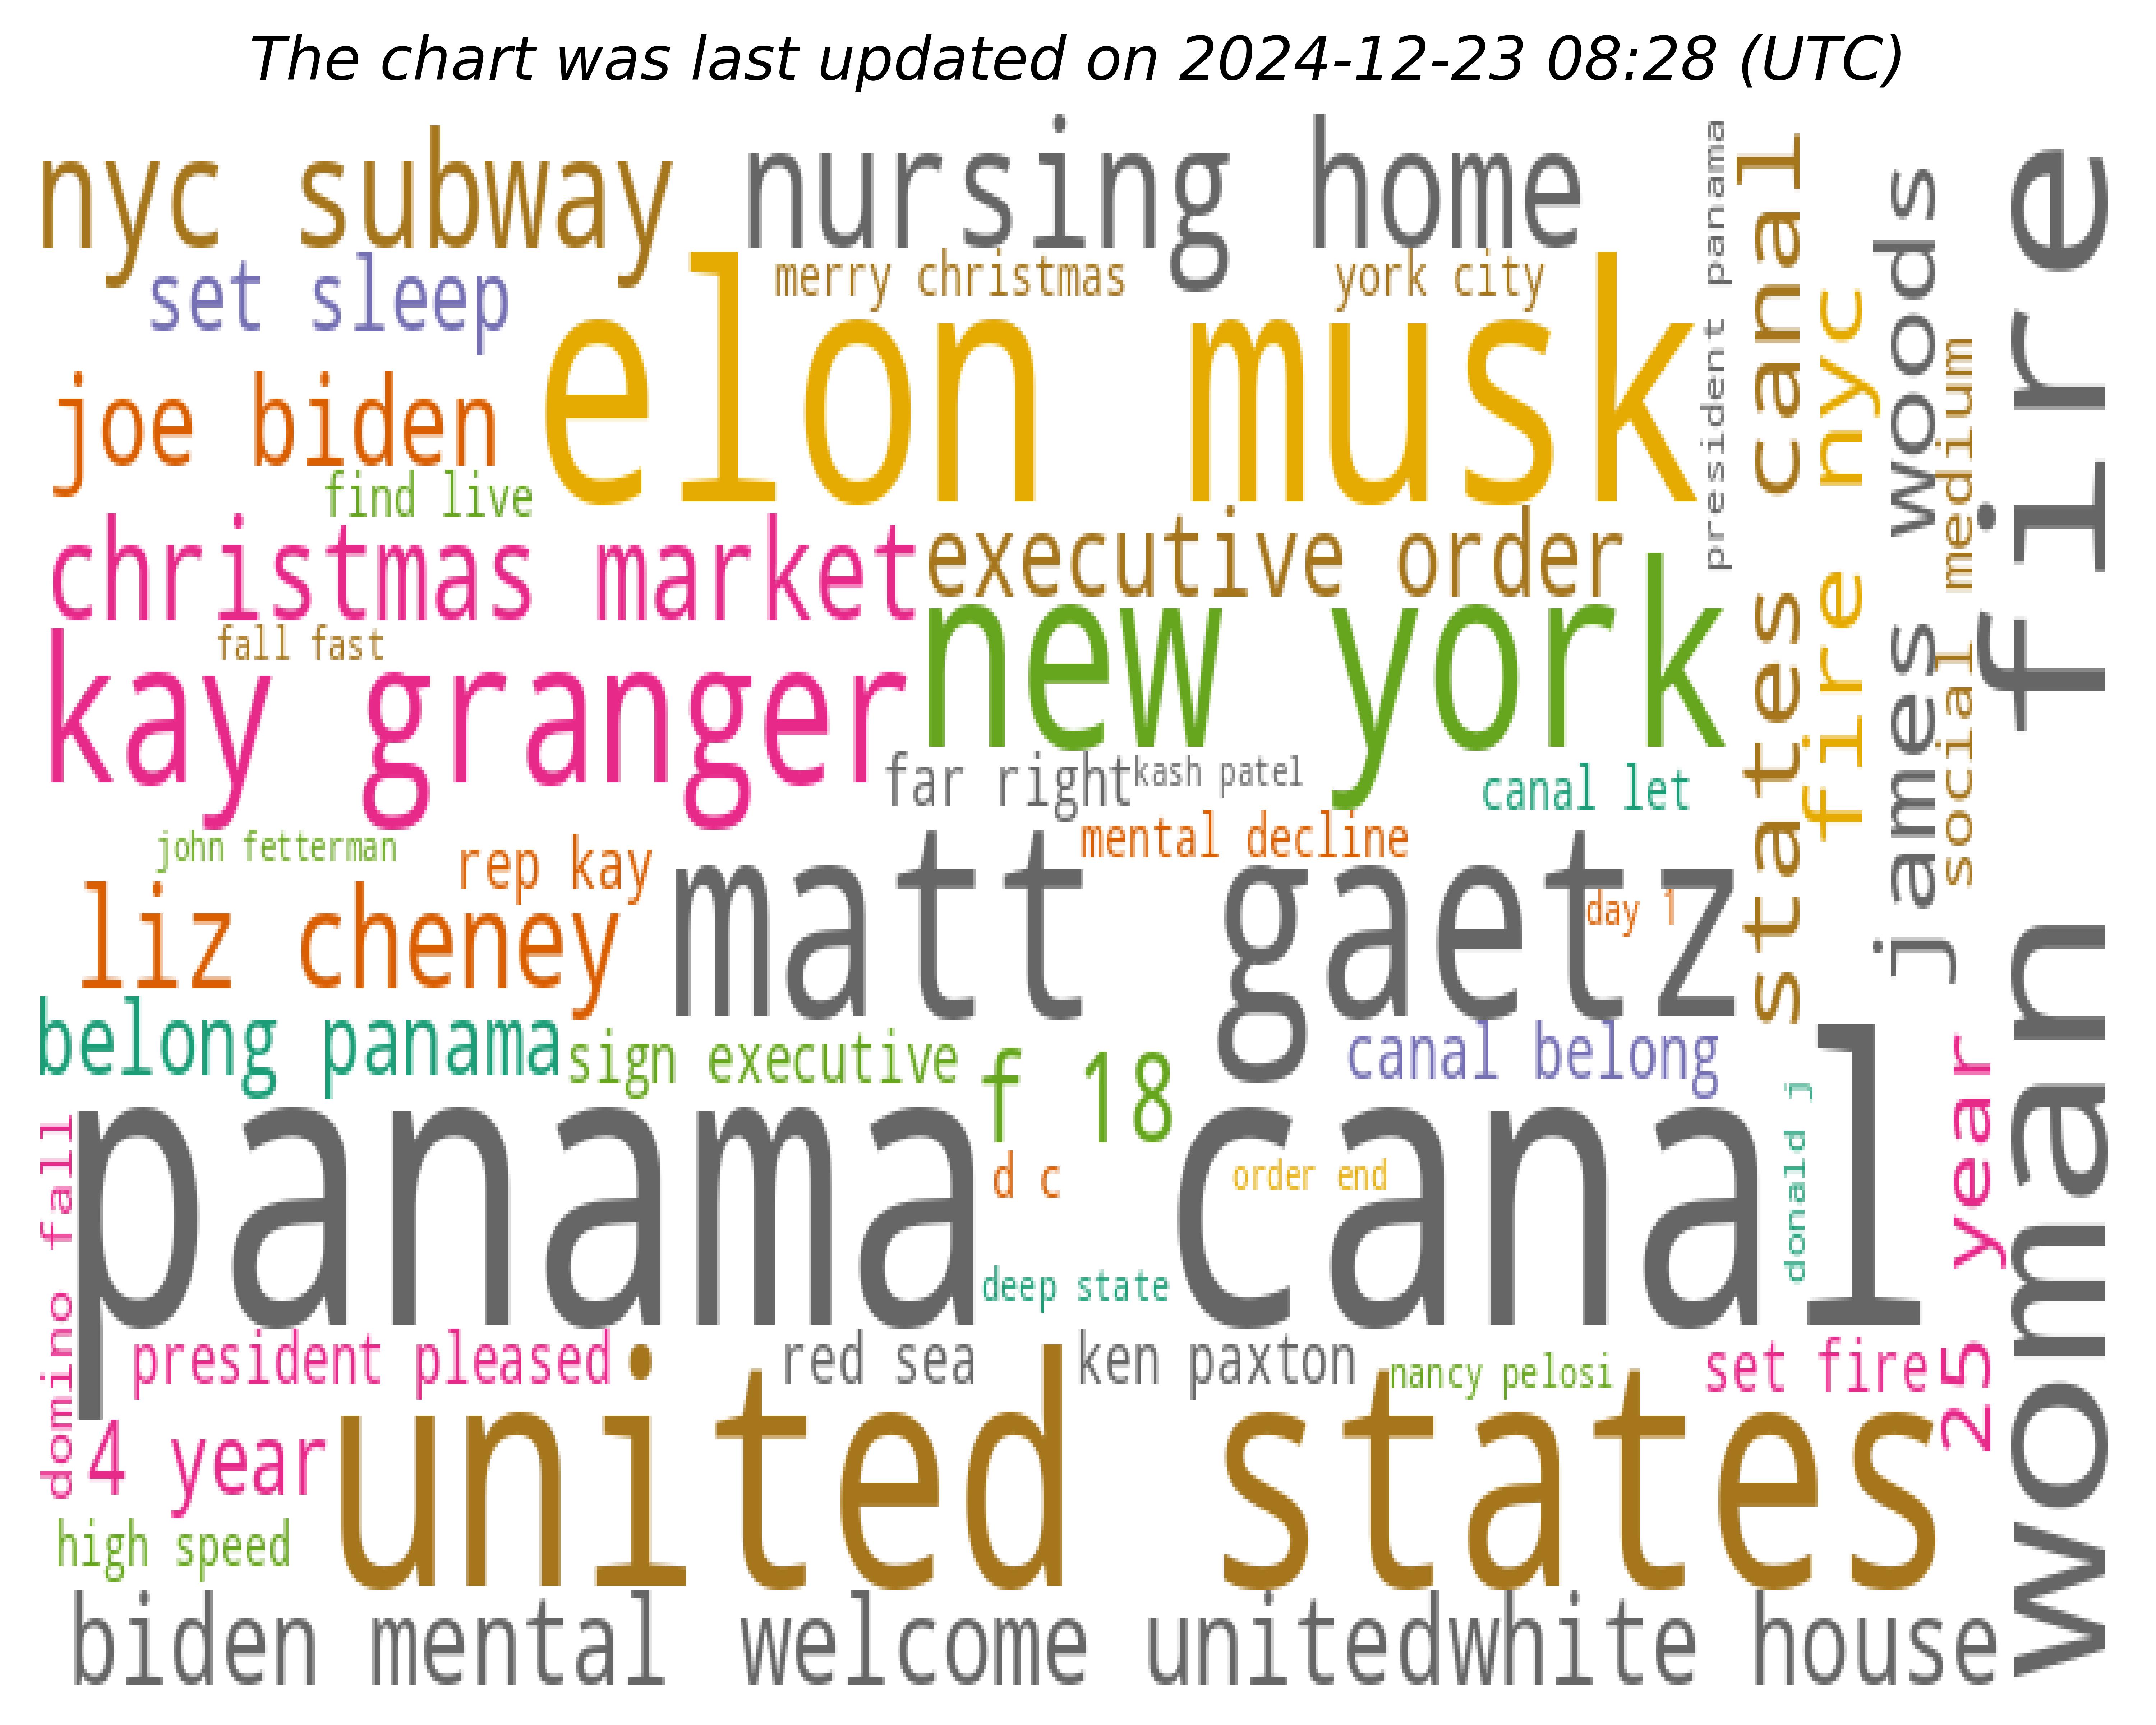 The chart was last updated on 2024-12-23 08:28 (UTC)
nyc subway
nursing home
set sleep
merry christmas
york city
elon musk
joe biden
find live
christmas market
executive order
new york
fall fast
kay granger
far right
kash patel
canal let
john fetterman
rep kay
mental decline
matt gaetz
day 1
liz cheney
belong panama
sign executive
f 18
canal belong
panama canal
d c
order end
deep state
domino fall
president pleased
red sea
ken paxton
nancy pelosi
set fire
4 year
united states
high speed
biden mental
welcome united
white house
president panama
states canal
fire nyc
james woods
social medium
donald j
25 year
woman fire